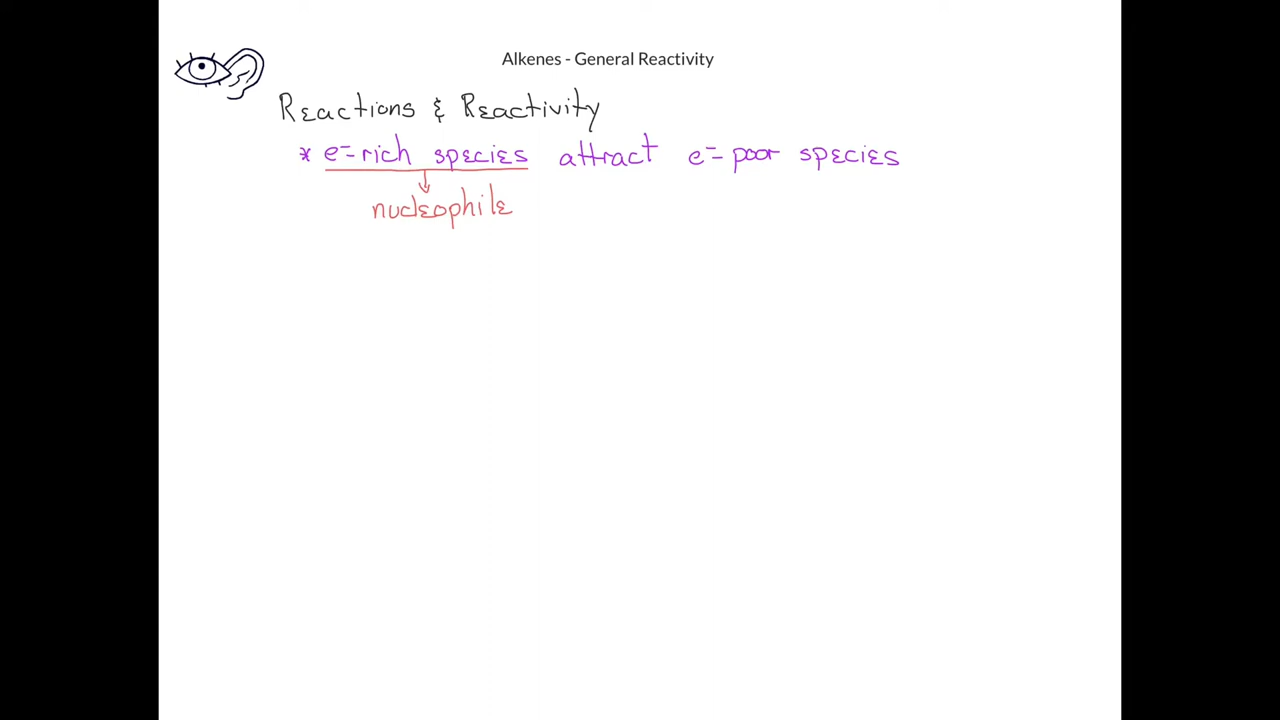 Alkenes - General Reactivity
Reactions & Reactivity
* e⁻-rich species attract e⁻-poor species
nucleophile